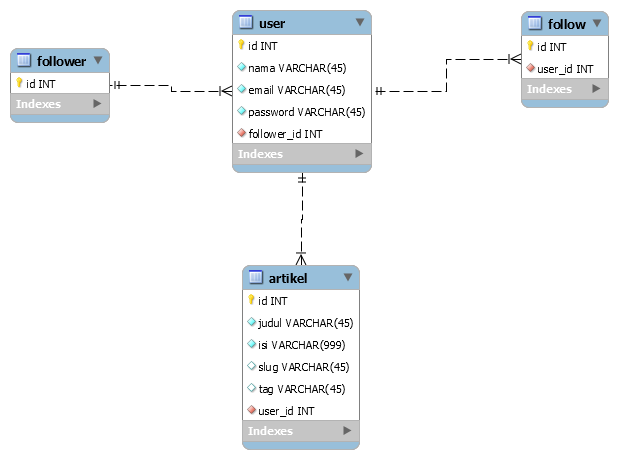 follower
id INT
Indexes
user
id INT
nama VARCHAR(45)
email VARCHAR(45)
password VARCHAR(45)
follower_id INT
Indexes
follow
id INT
user_id INT
Indexes
artikel
id INT
judul VARCHAR(45)
isi VARCHAR(999)
slug VARCHAR(45)
tag VARCHAR(45)
user_id INT
Indexes